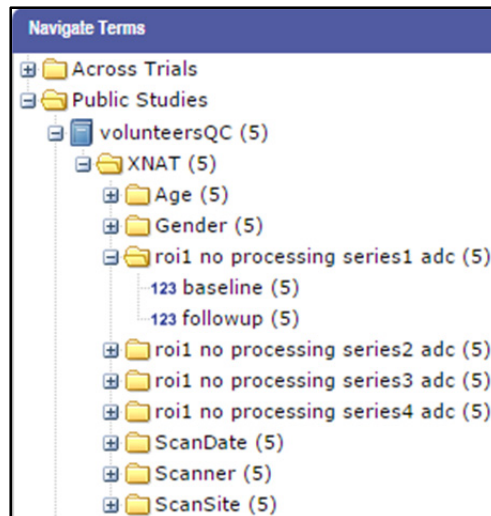 Navigate Terms
Across Trials
Public Studies
volunteersQC (5)
XNAT (5)
Age (5)
Gender (5)
roi1 no processing series1 adc (5)
123 baseline (5)
123 followup (5)
roi1 no processing series2 adc (5)
roi1 no processing series3 adc (5)
roi1 no processing series4 adc (5)
ScanDate (5)
Scanner (5)
ScanSite (5)